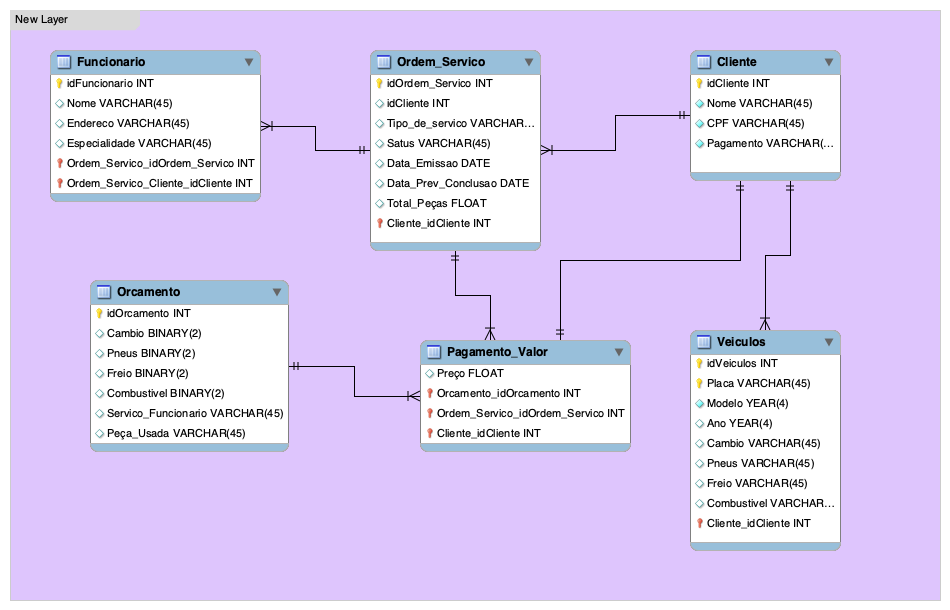 New Layer
Funcionario
idFuncionario INT
Nome VARCHAR(45)
Endereco VARCHAR(45)
Especialidade VARCHAR(45)
Ordem_Servico_idOrdem_Servico INT
Ordem_Servico_Cliente_idCliente INT
Ordem_Servico
idOrdem_Servico INT
idCliente INT
Tipo_de_servico VARCHAR...
Satus VARCHAR(45)
Data_Emissao DATE
Data_Prev_Conclusao DATE
Total_Peças FLOAT
Cliente_idCliente INT
Cliente
idCliente INT
Nome VARCHAR(45)
CPF VARCHAR(45)
Pagamento VARCHAR(...
Orcamento
idOrcamento INT
Cambio BINARY(2)
Pneus BINARY(2)
Freio BINARY(2)
Combustivel BINARY(2)
Servico_Funcionario VARCHAR(45)
Peça_Usada VARCHAR(45)
Pagamento_Valor
Preço FLOAT
Orcamento_idOrcamento INT
Ordem_Servico_idOrdem_Servico INT
Cliente_idCliente INT
Veiculos
idVeiculos INT
Placa VARCHAR(45)
Modelo YEAR(4)
Ano YEAR(4)
Cambio VARCHAR(45)
Pneus VARCHAR(45)
Freio VARCHAR(45)
Combustivel VARCHAR...
Cliente_idCliente INT